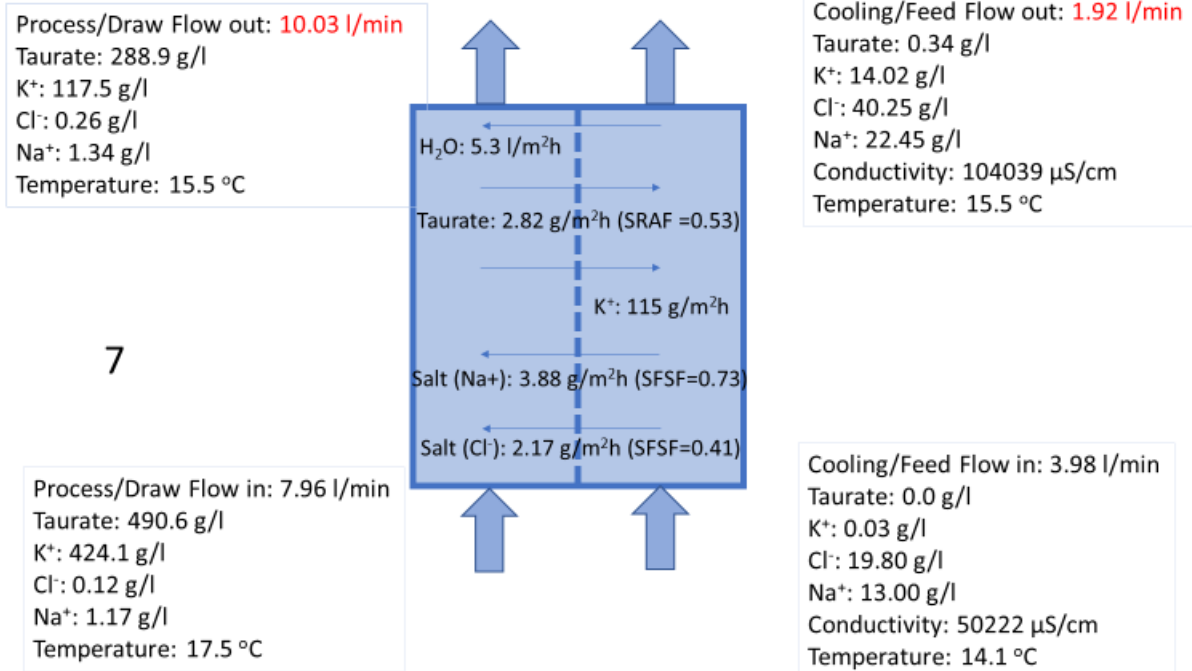 Process/Draw Flow out: 10.03 l/min
Taurate: 288.9 g/l
K⁺: 117.5 g/l
Cl⁻: 0.26 g/l
Na⁺: 1.34 g/l
Temperature: 15.5 °C
Cooling/Feed Flow out: 1.92 l/min
Taurate: 0.34 g/l
K⁺: 14.02 g/l
Cl⁻: 40.25 g/l
Na⁺: 22.45 g/l
Conductivity: 104039 µS/cm
Temperature: 15.5 °C
H₂O: 5.3 l/m²h
Taurate: 2.82 g/m²h (SRAF =0.53)
K⁺: 115 g/m²h
Salt (Na+): 3.88 g/m²h (SFSF=0.73)
Salt (Cl⁻): 2.17 g/m²h (SFSF=0.41)
7
Process/Draw Flow in: 7.96 l/min
Taurate: 490.6 g/l
K⁺: 424.1 g/l
Cl⁻: 0.12 g/l
Na⁺: 1.17 g/l
Temperature: 17.5 °C
Cooling/Feed Flow in: 3.98 l/min
Taurate: 0.0 g/l
K⁺: 0.03 g/l
Cl⁻: 19.80 g/l
Na⁺: 13.00 g/l
Conductivity: 50222 µS/cm
Temperature: 14.1 °C